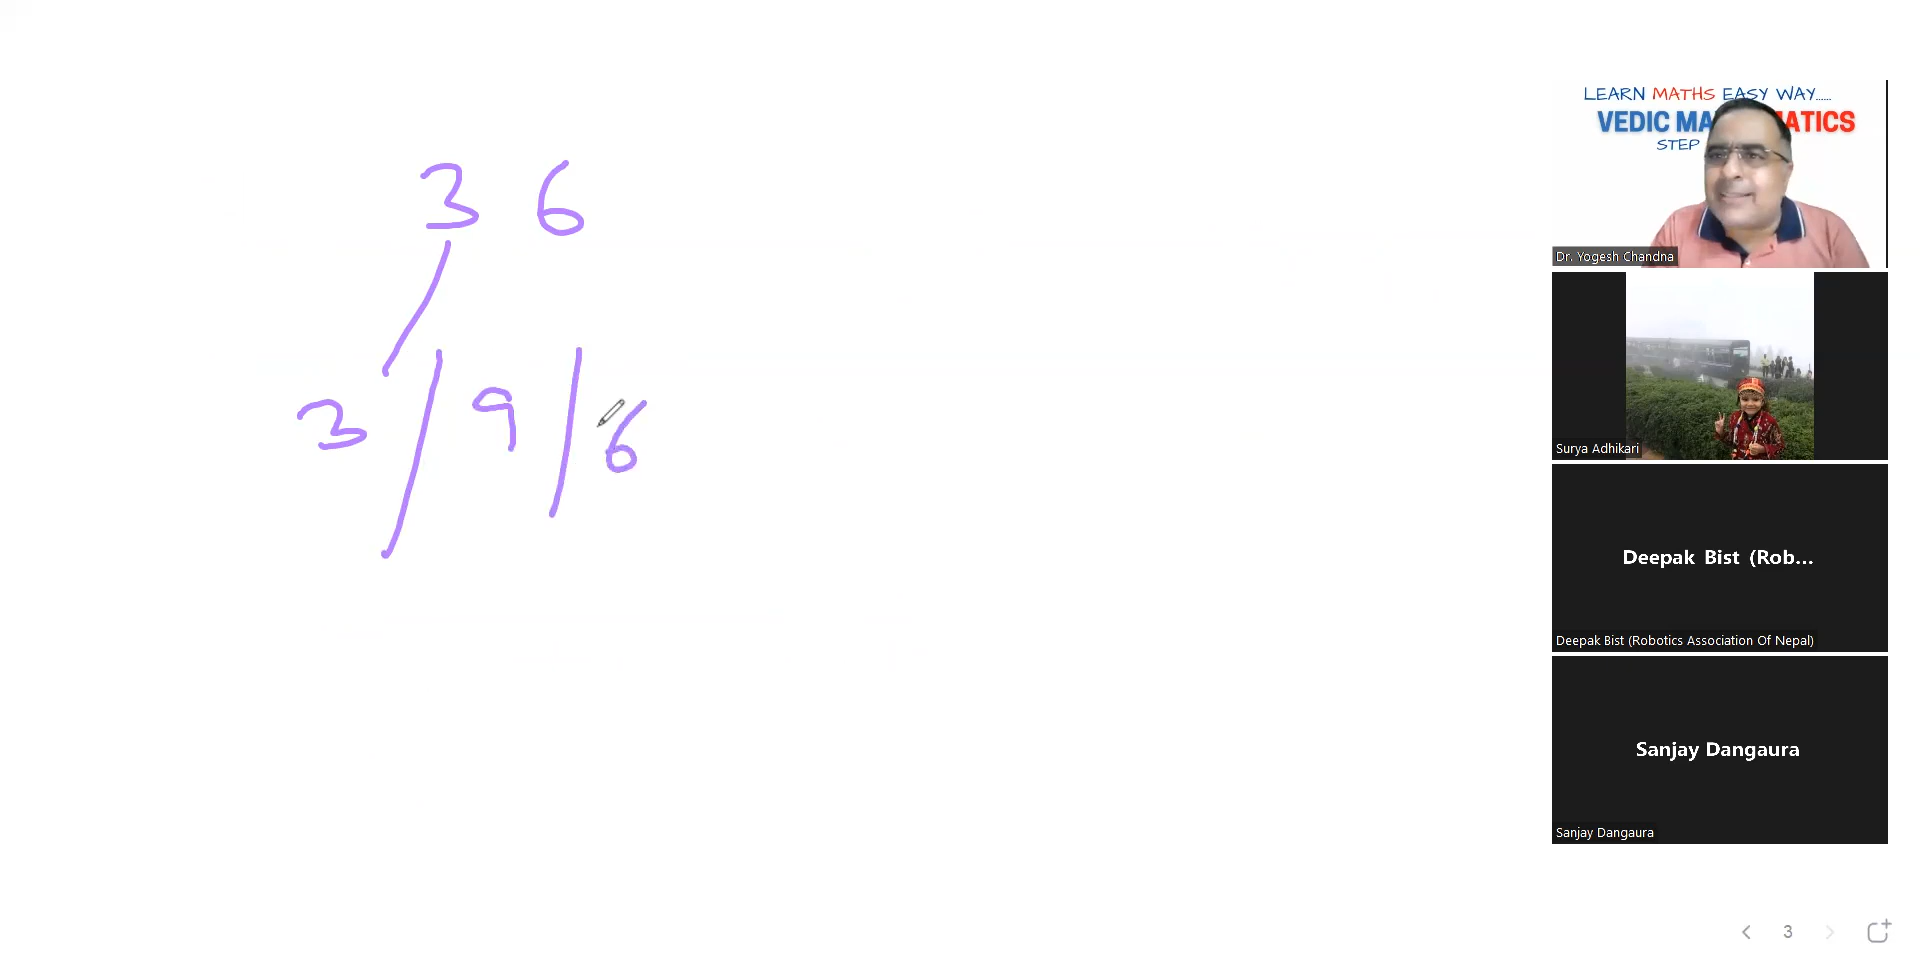 3 6
3 / 9 / 6
LEARN MATHS EASY WAY......
VEDIC MA ATICS
STEP
Dr. Yogesh Chandna
Surya Adhikari
Deepak Bist (Rob...
Deepak Bist (Robotics Association Of Nepal)
Sanjay Dangaura
Sanjay Dangaura
3